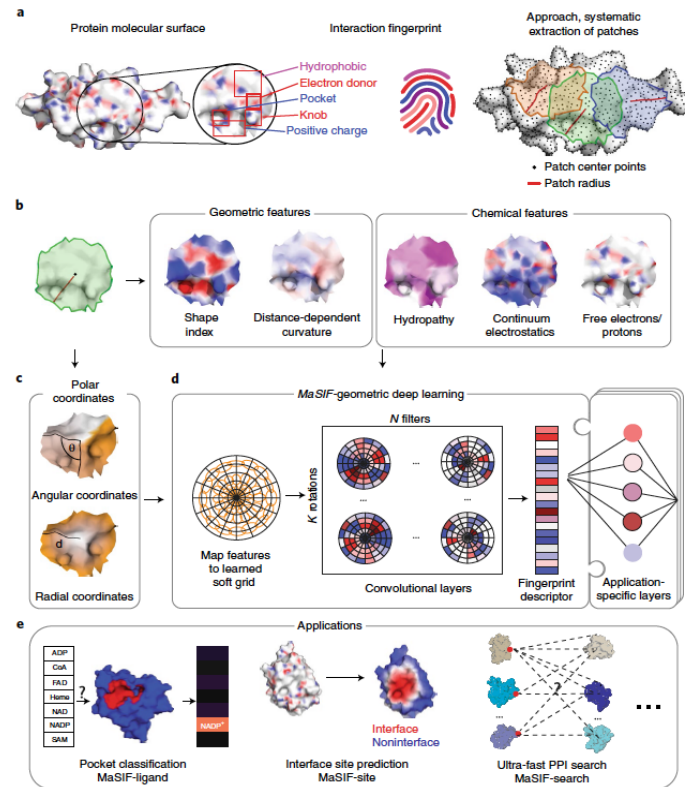 a
Protein molecular surface
Interaction fingerprint
Approach, systematic
extraction of patches
Hydrophobic
Electron donor
Pocket
Knob
Positive charge
Patch center points
Patch radius
b
Geometric features
Chemical features
Shape
index
Distance-dependent
curvature
Hydropathy
Continuum
electrostatics
Free electrons/
protons
c
Polar
coordinates
θ
Angular coordinates
d
Radial coordinates
d
MaSIF-geometric deep learning
N filters
K rotations
...
...
...
...
Map features
to learned
soft grid
Convolutional layers
Fingerprint
descriptor
Application-
specific layers
e
Applications
ADP
CoA
FAD
Heme
NAD
NADP
SAM
?
NADP+
Pocket classification
MaSIF-ligand
Interface
Noninterface
Interface site prediction
MaSIF-site
?
...
...
...
Ultra-fast PPI search
MaSIF-search